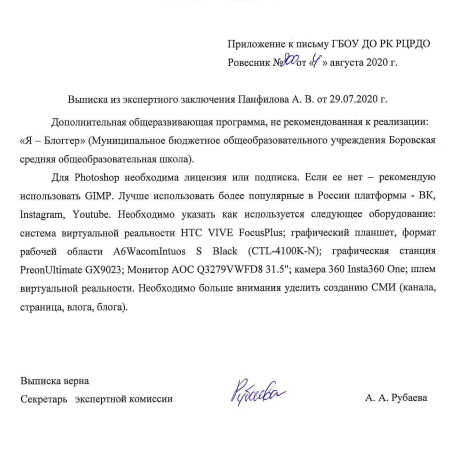 Приложение к письму ГБОУ ДО РК РЦРДО
Ровесник № 800 от «4» августа 2020 г.
Выписка из экспертного заключения Панфилова А. В. от 29.07.2020 г.
Дополнительная общеразвивающая программа, не рекомендованная к реализации:
«Я – Блоггер» (Муниципальное бюджетное общеобразовательного учреждения Боровская
средняя общеобразовательная школа).
Для Photoshop необходима лицензия или подписка. Если ее нет – рекомендую
использовать GIMP. Лучше использовать более популярные в России платформы - ВК,
Instagram, Youtube. Необходимо указать как используется следующее оборудование:
система виртуальной реальности HTC VIVE FocusPlus; графический планшет, формат
рабочей области A6WacomIntuos S Black (CTL-4100K-N); графическая станция
PreonUltimate GX9023; Монитор AOC Q3279VWFD8 31.5"; камера 360 Insta360 One; шлем
виртуальной реальности. Необходимо больше внимания уделить созданию СМИ (канала,
страница, влога, блога).
Выписка верна
Секретарь экспертной комиссии
А. А. Рубаева